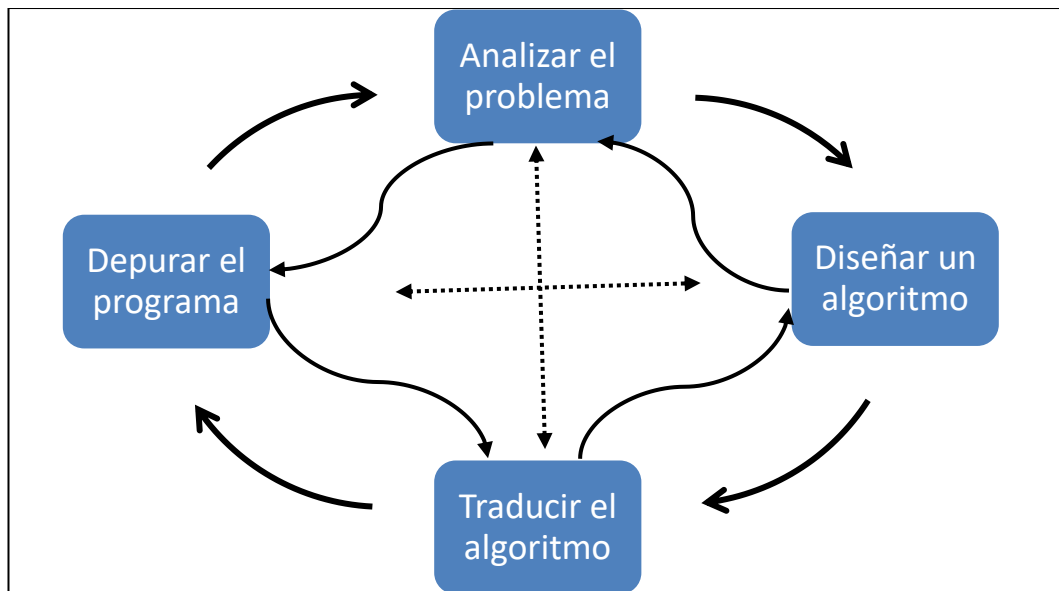 Analizar el
problema
Depurar el
programa
Diseñar un
algoritmo
Traducir el
algoritmo